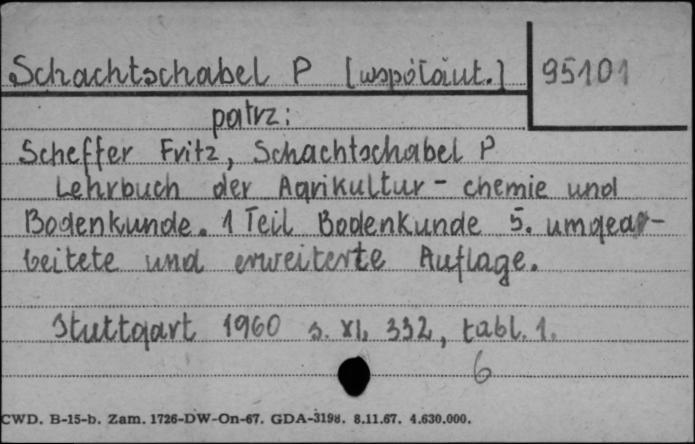 Schachtschabel P [współaut.] 95101
patrz:
Scheffer Fritz, Schachtschabel P
Lehrbuch der Agrikultur - chemie und
Bodenkunde. 1 Teil Bodenkunde 5. umgear-
beitete und erweiterte Auflage.
Stuttgart 1960 s. XI, 332, tabl. 1.
6
CWD. B-15-b. Zam. 1726-DW-On-67. GDA-3198. 8.11.67. 4.630.000.